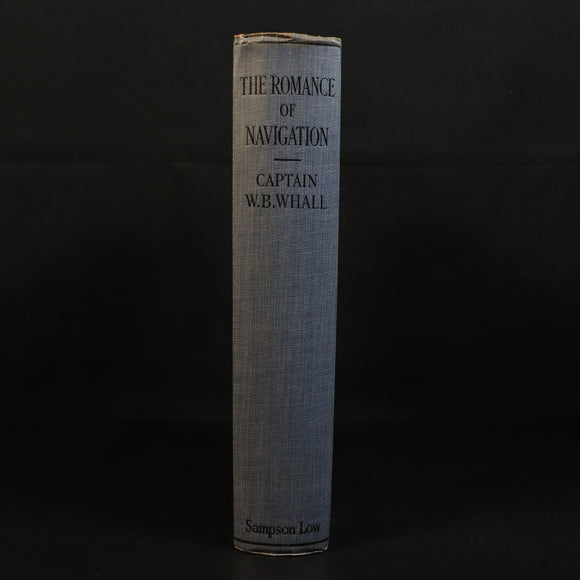 THE ROMANCE
OF
NAVIGATION
CAPTAIN
W.B.WHALL
Sampson Low